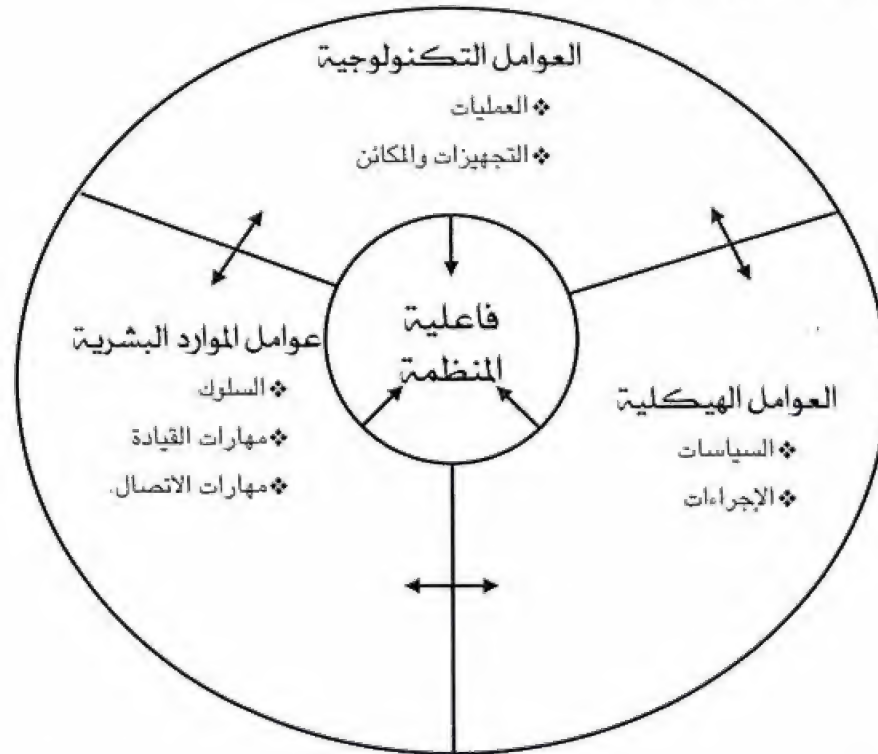 العوامل التكنولوجية
❖ العمليات
❖ التجهيزات والمكائن
فاعلية
المنظمة
العوامل الهيكلية
❖ السياسات
❖ الإجراءات
عوامل الموارد البشرية
❖ السلوك
❖ مهارات القيادة
❖ مهارات الاتصال.